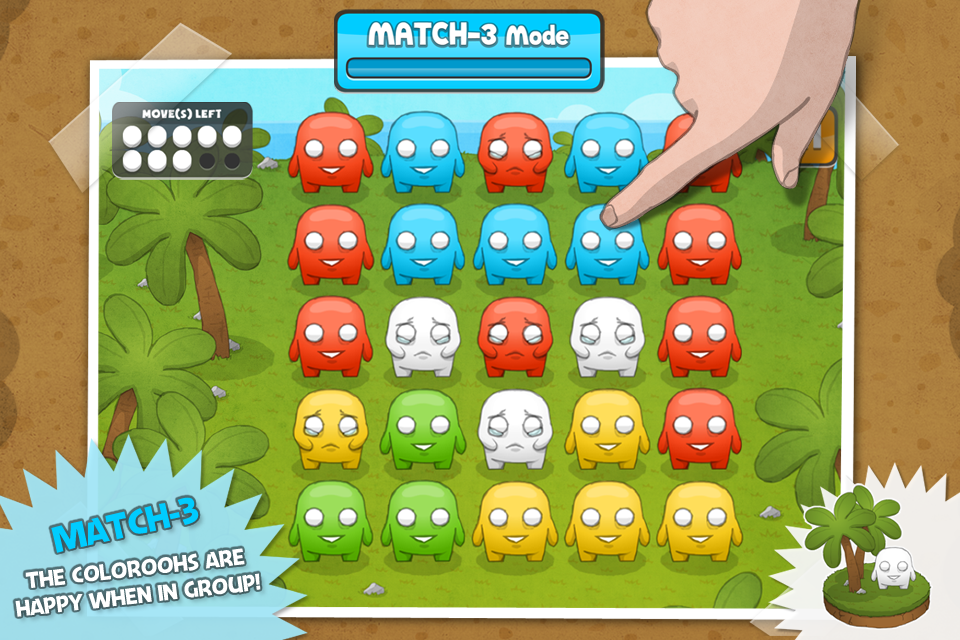 MATCH-3 Mode
MOVE(S) LEFT
MATCH-3
THE COLOROOHS ARE
HAPPY WHEN IN GROUP!